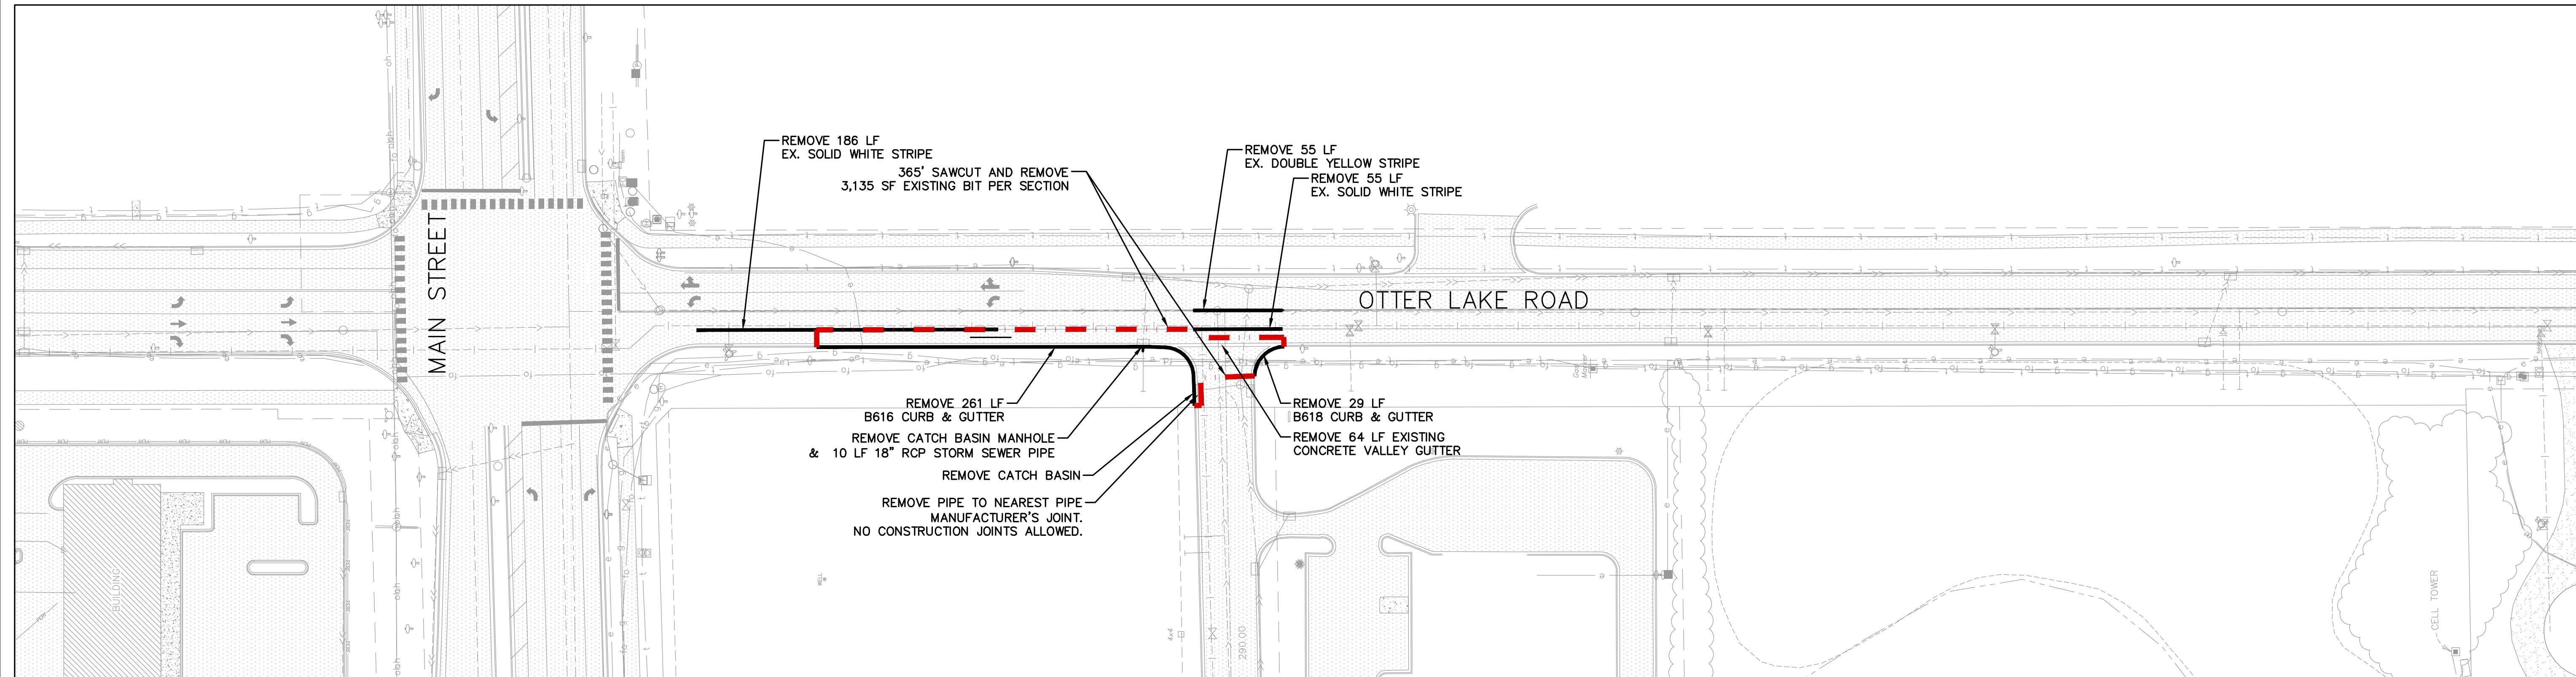 REMOVE 186 LF
EX. SOLID WHITE STRIPE
365' SAWCUT AND REMOVE
3,135 SF EXISTING BIT PER SECTION
REMOVE 55 LF
EX. DOUBLE YELLOW STRIPE
REMOVE 55 LF
EX. SOLID WHITE STRIPE
MAIN STREET
OTTER LAKE ROAD
REMOVE 261 LF
B616 CURB & GUTTER
REMOVE CATCH BASIN MANHOLE
& 10 LF 18" RCP STORM SEWER PIPE
REMOVE CATCH BASIN
REMOVE PIPE TO NEAREST PIPE
MANUFACTURER'S JOINT.
NO CONSTRUCTION JOINTS ALLOWED.
REMOVE 29 LF
B618 CURB & GUTTER
REMOVE 64 LF EXISTING
CONCRETE VALLEY GUTTER
BUILDING
4x4
290.00
CELL TOWER